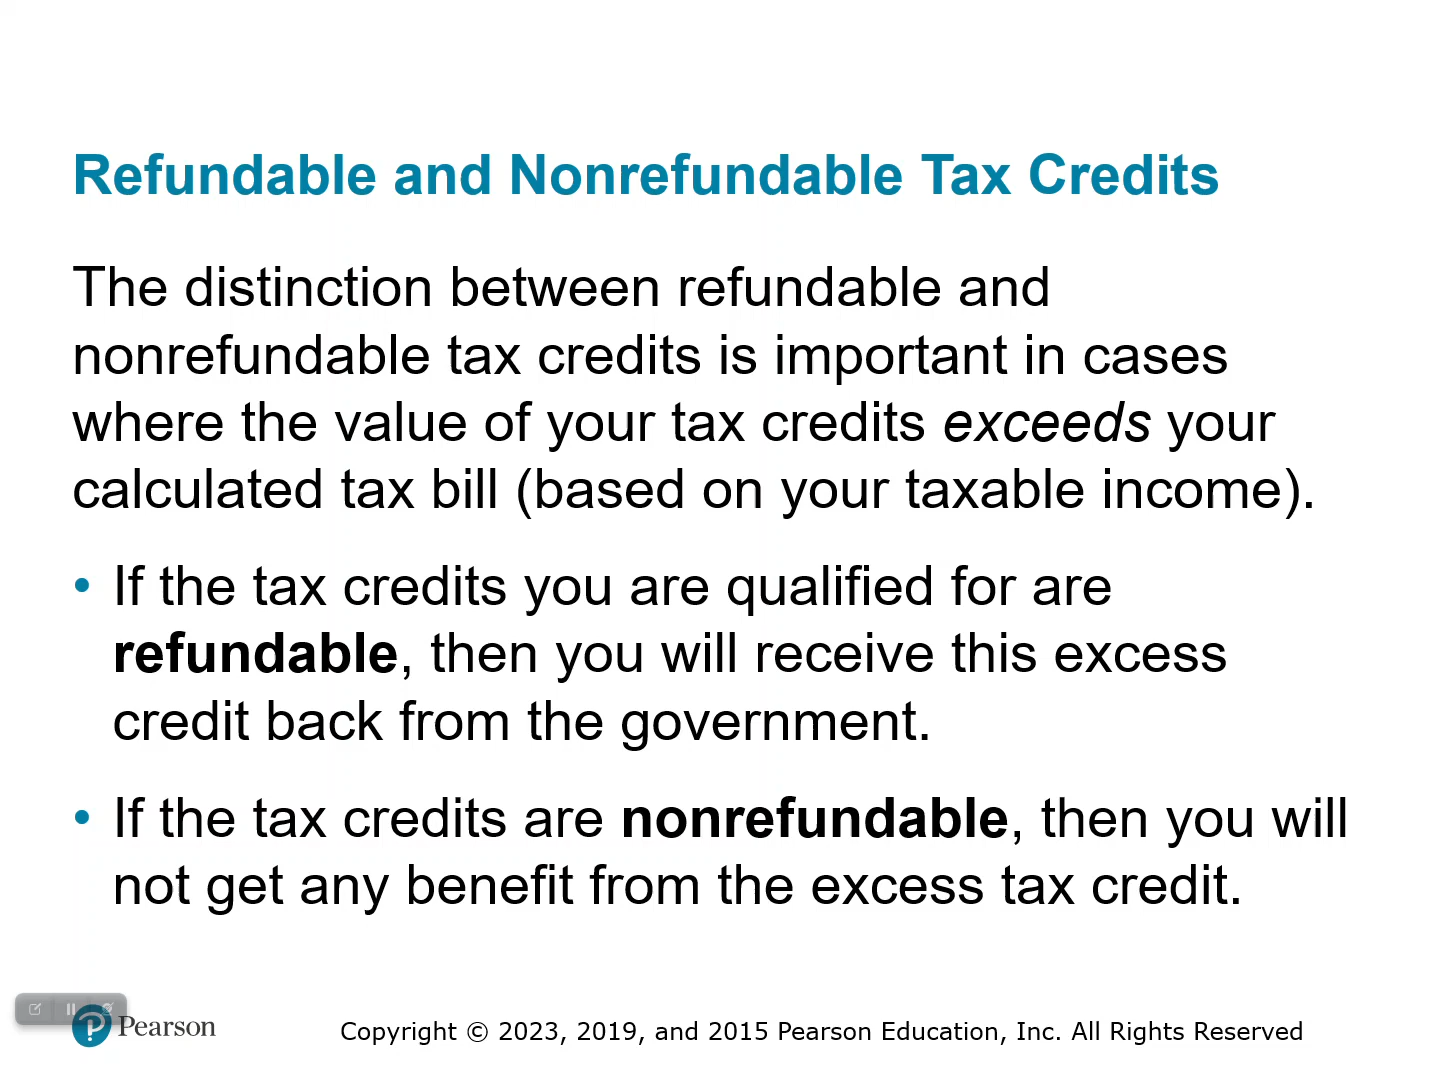 Refundable and Nonrefundable Tax Credits
The distinction between refundable and
nonrefundable tax credits is important in cases
where the value of your tax credits exceeds your
calculated tax bill (based on your taxable income).
• If the tax credits you are qualified for are
refundable, then you will receive this excess
credit back from the government.
• If the tax credits are nonrefundable, then you will
not get any benefit from the excess tax credit.
Pearson
Copyright © 2023, 2019, and 2015 Pearson Education, Inc. All Rights Reserved